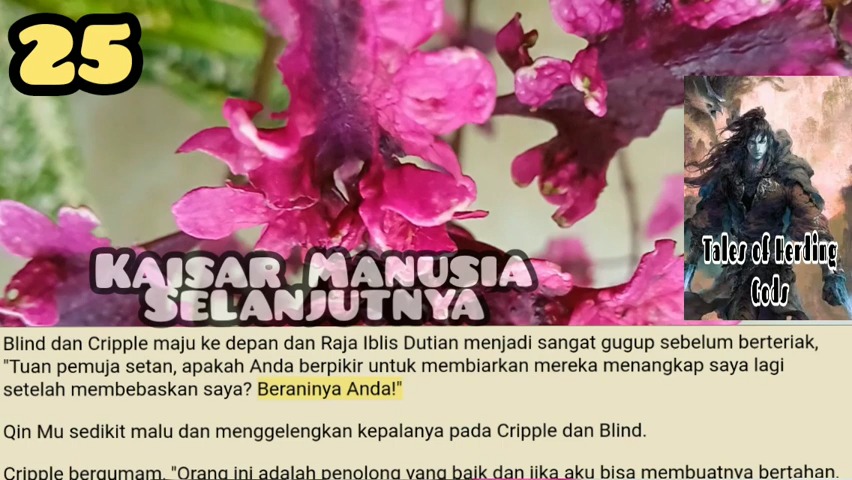 25
Tales of Herding
Gods
KAISAR MANUSIA
SELANJUTNYA
Blind dan Cripple maju ke depan dan Raja Iblis Dutian menjadi sangat gugup sebelum berteriak,
"Tuan pemuja setan, apakah Anda berpikir untuk membiarkan mereka menangkap saya lagi
setelah membebaskan saya? Beraninya Anda!"
Qin Mu sedikit malu dan menggelengkan kepalanya pada Cripple dan Blind.
Cripple bergumam, "Orang ini adalah penolong yang baik dan jika aku bisa membuatnya bertahan.